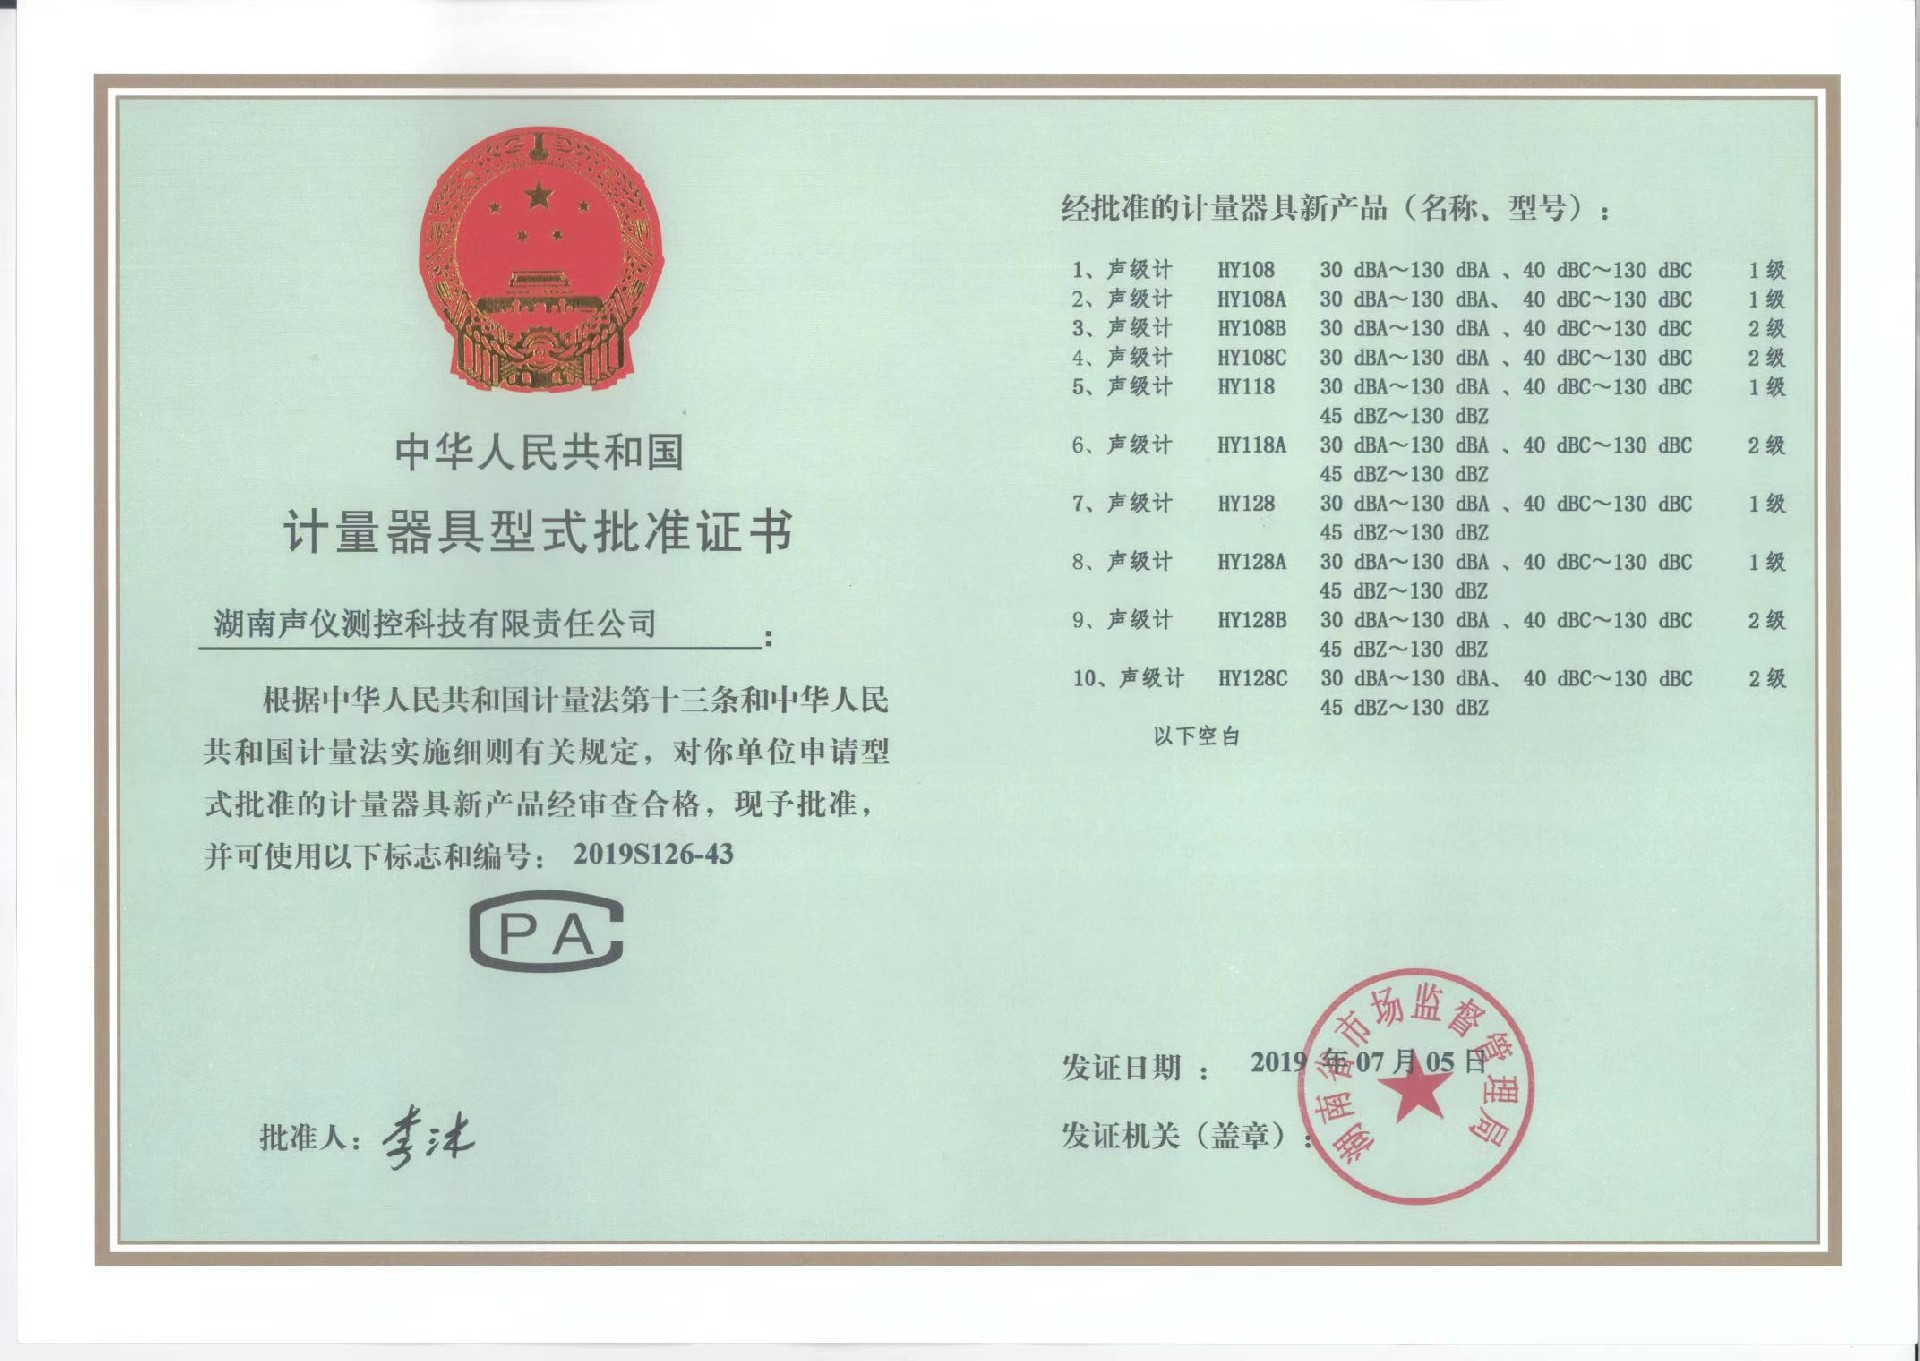 中华人民共和国
计量器具型式批准证书
湖南声仪测控科技有限责任公司:
根据中华人民共和国计量法第十三条和中华人民
共和国计量法实施细则有关规定，对你单位申请型
式批准的计量器具新产品经审查合格，现予批准，
并可使用以下标志和编号： 2019S126-43
CPA
批准人：李沐
经批准的计量器具新产品（名称、型号）：
1、声级计 HY108 30 dBA～130 dBA 、40 dBC～130 dBC 1级
2、声级计 HY108A 30 dBA～130 dBA、 40 dBC～130 dBC 1级
3、声级计 HY108B 30 dBA～130 dBA 、40 dBC～130 dBC 2级
4、声级计 HY108C 30 dBA～130 dBA 、40 dBC～130 dBC 2级
5、声级计 HY118 30 dBA～130 dBA 、40 dBC～130 dBC 1级
45 dBZ～130 dBZ
6、声级计 HY118A 30 dBA～130 dBA 、40 dBC～130 dBC 2级
45 dBZ～130 dBZ
7、声级计 HY128 30 dBA～130 dBA 、40 dBC～130 dBC 1级
45 dBZ～130 dBZ
8、声级计 HY128A 30 dBA～130 dBA 、40 dBC～130 dBC 1级
45 dBZ～130 dBZ
9、声级计 HY128B 30 dBA～130 dBA 、40 dBC～130 dBC 2级
45 dBZ～130 dBZ
10、声级计 HY128C 30 dBA～130 dBA、 40 dBC～130 dBC 2级
45 dBZ～130 dBZ
以下空白
发证日期 ： 2019 年 07 月 05 日
发证机关（盖章）：
湖南省市场监督管理局